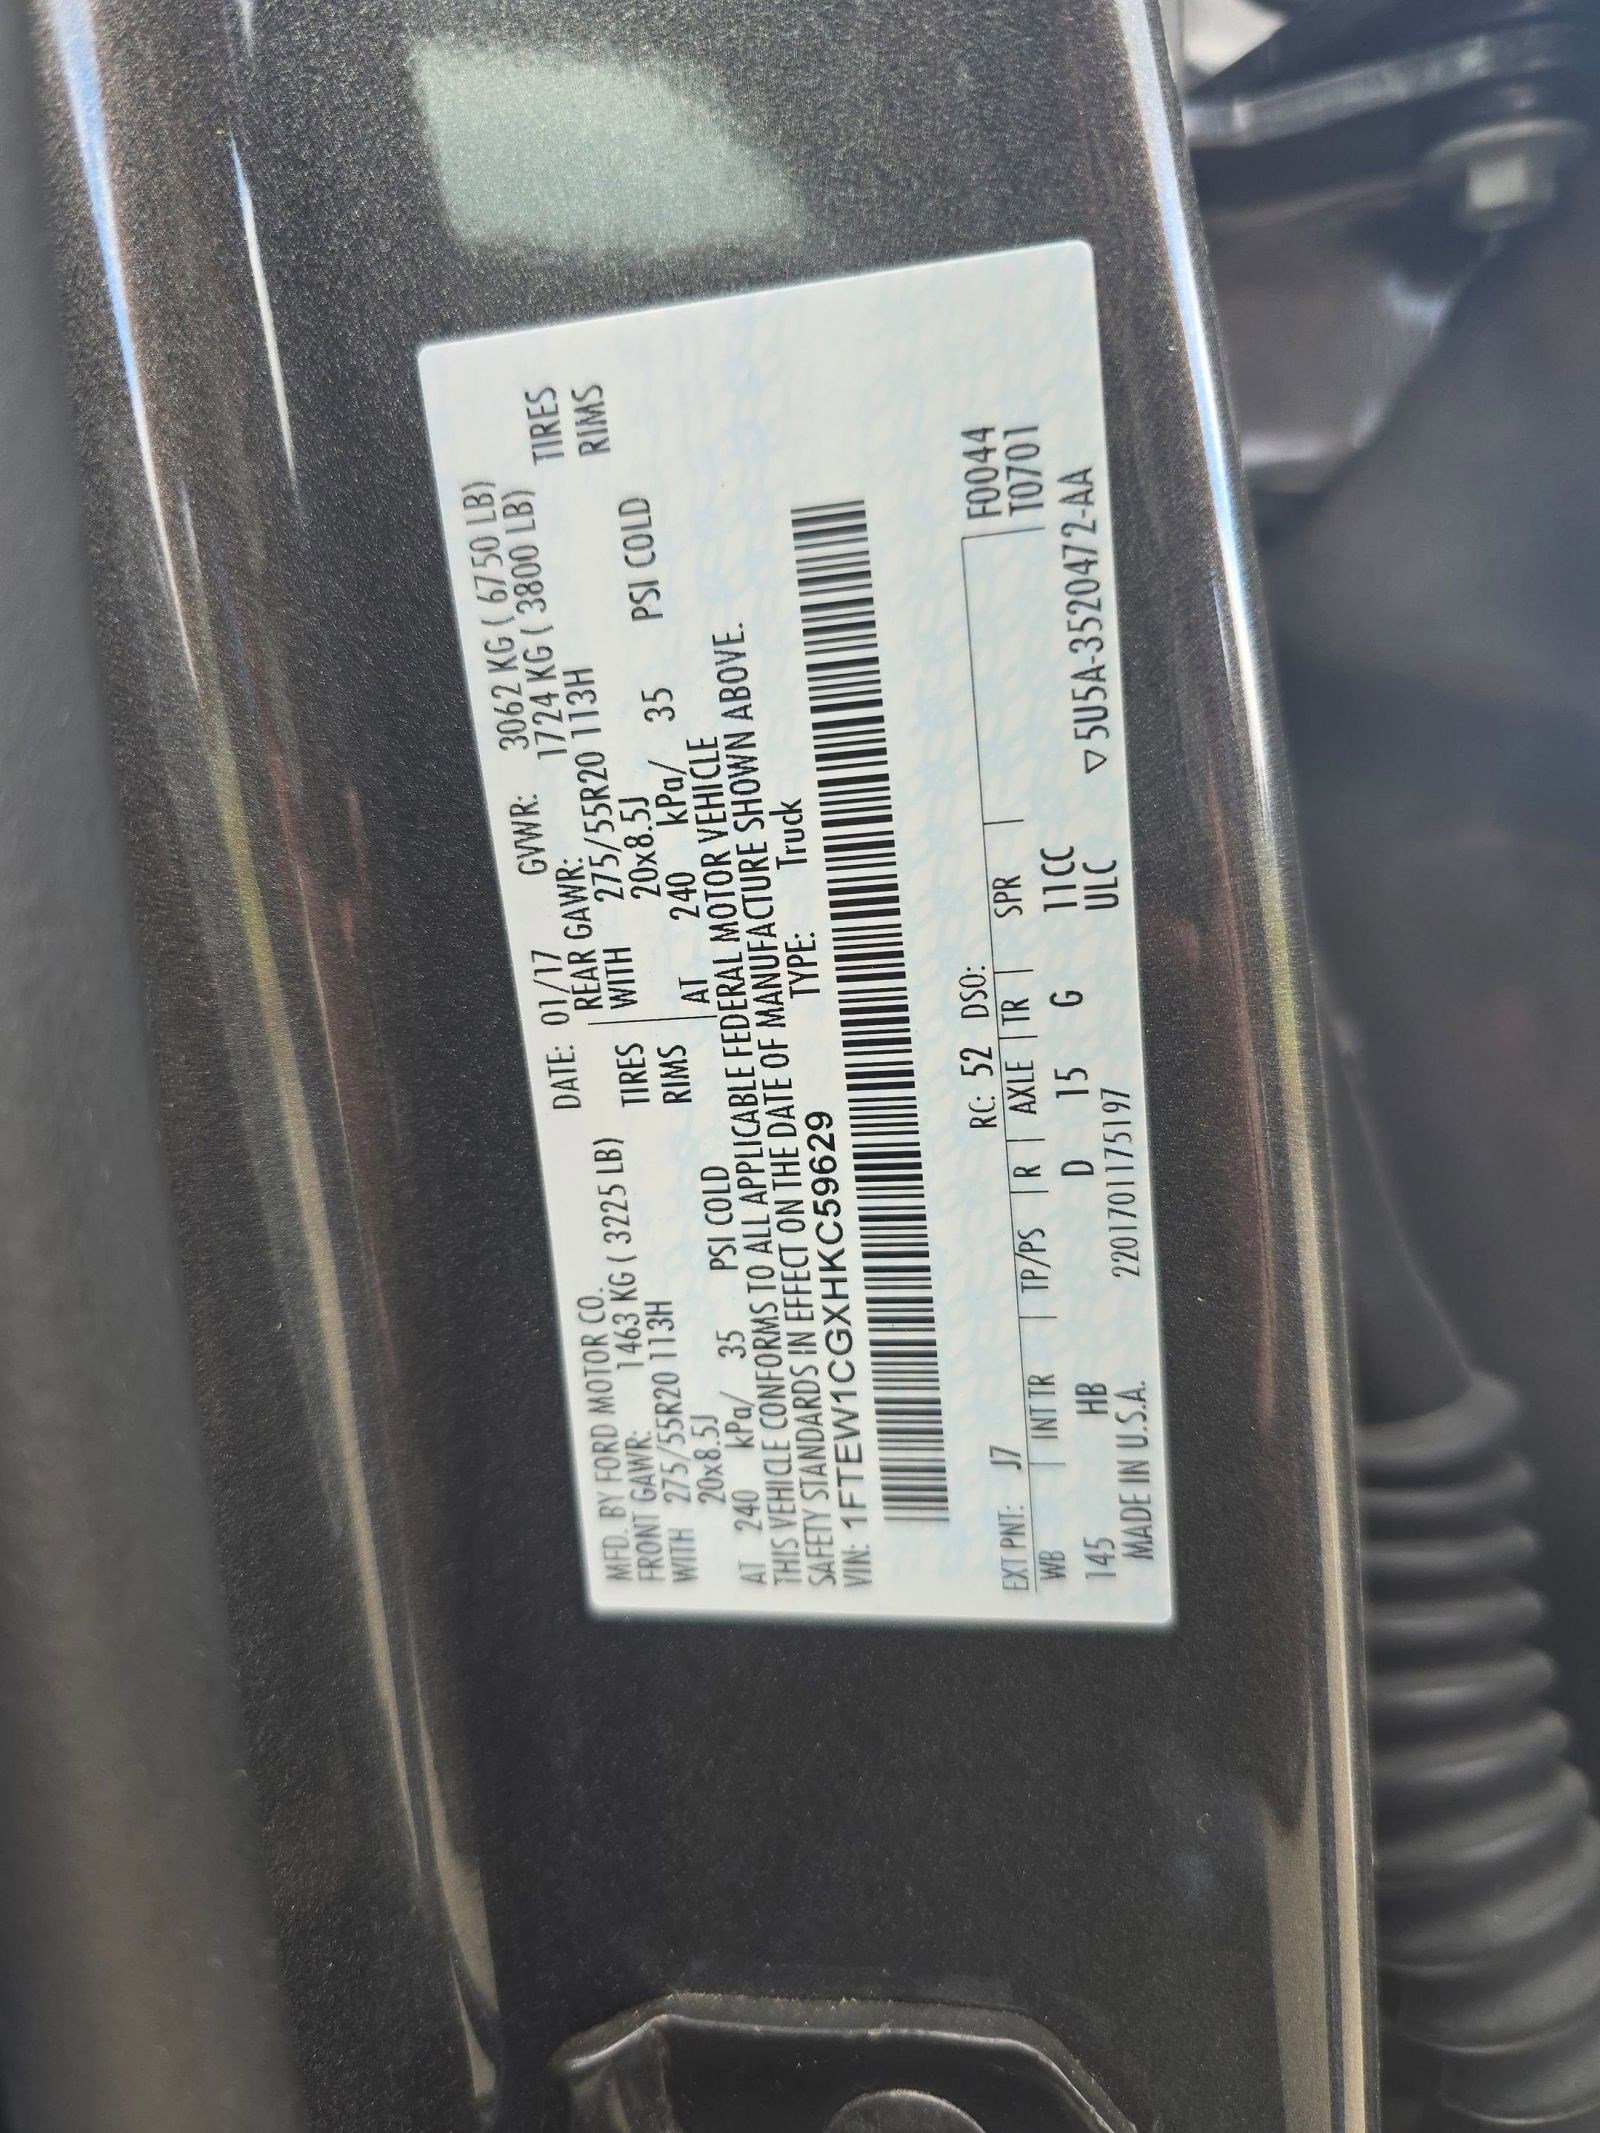 MFD. BY FORD MOTOR CO. DATE: 01/17 GVWR: 3062 KG ( 6750 LB)
FRONT GAWR: 1463 KG ( 3225 LB) REAR GAWR: 1724 KG ( 3800 LB)
WITH 275/55R20 113H TIRES WITH 275/55R20 113H TIRES
20x8.5J RIMS 20x8.5J RIMS
AT 240 kPa/ 35 PSI COLD AT 240 kPa/ 35 PSI COLD
THIS VEHICLE CONFORMS TO ALL APPLICABLE FEDERAL MOTOR VEHICLE
SAFETY STANDARDS IN EFFECT ON THE DATE OF MANUFACTURE SHOWN ABOVE.
VIN: 1FTEW1CGXHKC59629 TYPE: Truck
F0044
EXT PNT: J7 RC: 52 DSO: T0701
WB INT TR TP/PS R AXLE TR SPR
145 HB D 15 G 11CC
ULC ▽5U5A-3520472-AA
MADE IN U.S.A. 2201701175197